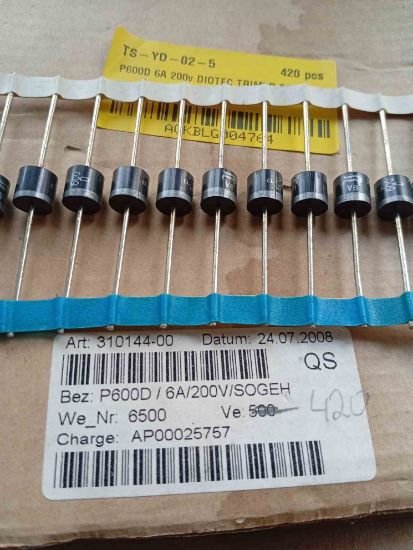 TS-YD-02-5 420 pcs
P600D 6A 200v DIOTEC TRIMED
AOKBLG004764
Art: 310144-00 Datum: 24.07.2008
QS
Bez: P600D / 6A/200V/SOGEH
We_Nr: 6500 Ve: 500 420
Charge: AP00025757